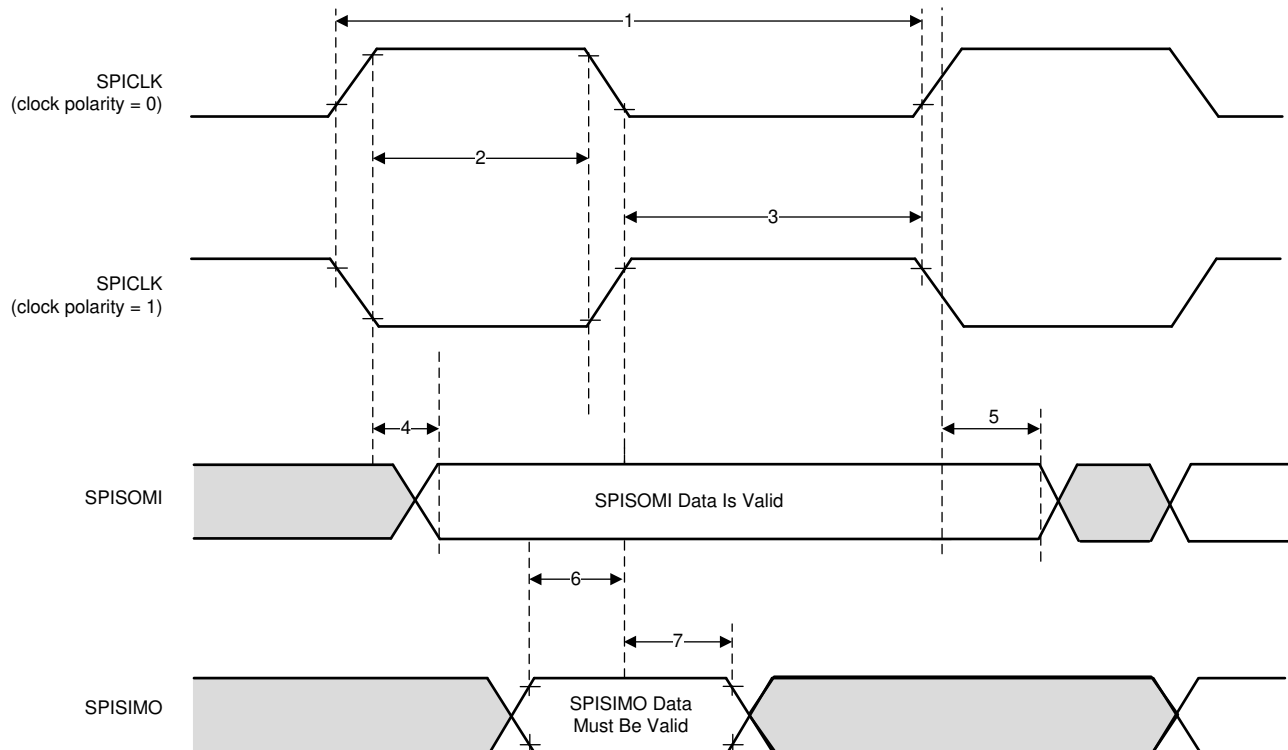 1
SPICLK
(clock polarity = 0)
2
3
SPICLK
(clock polarity = 1)
4
5
SPISOMI
SPISOMI Data Is Valid
6
7
SPISIMO
SPISIMO Data
Must Be Valid